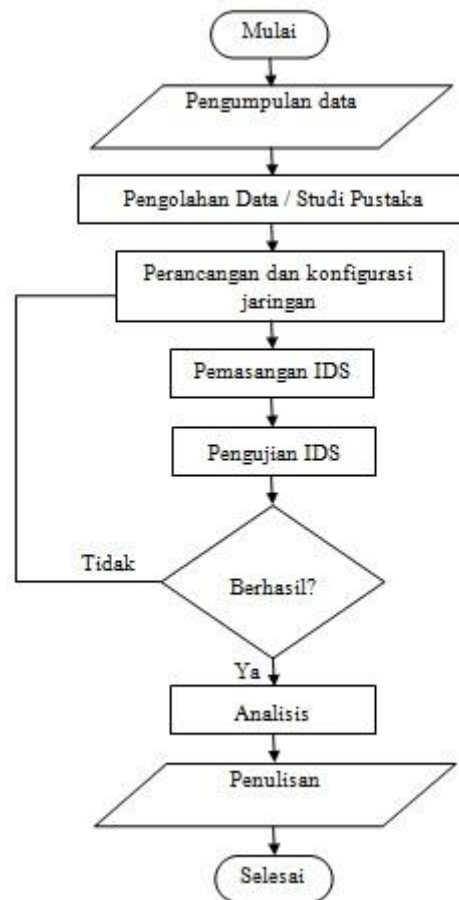 Mulai
Pengumpulan data
Pengolahan Data / Studi Pustaka
Perancangan dan konfigurasi
jaringan
Pemasangan IDS
Pengujian IDS
Tidak
Berhasil?
Ya
Analisis
Penulisan
Selesai